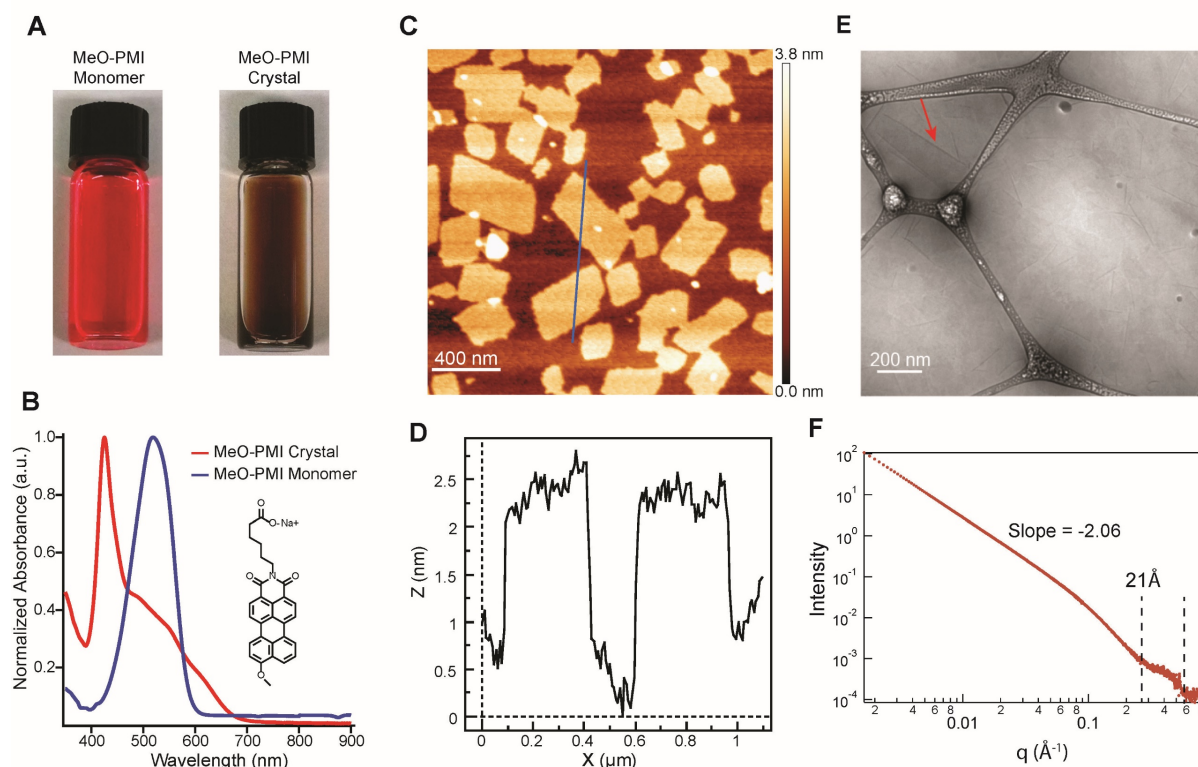 A
MeO-PMI
Monomer
MeO-PMI
Crystal
B
Normalized Absorbance (a.u.)
1.0
0.8
0.6
0.4
0.2
400
500
600
700
800
900
Wavelength (nm)
MeO-PMI Crystal
MeO-PMI Monomer
O
O-Na+
O
N
O
O
C
400 nm
3.8 nm
0.0 nm
D
Z (nm)
2.5
2
1.5
1
0.5
0
0
0.2
0.4
0.6
0.8
1
X (µm)
E
200 nm
F
Intensity
10²
10¹
10⁰
10⁻¹
10⁻²
10⁻³
10⁻⁴
Slope = -2.06
21Å
2
4
6
0.01
2
4
6
0.1
2
4
6
q (Å⁻¹)